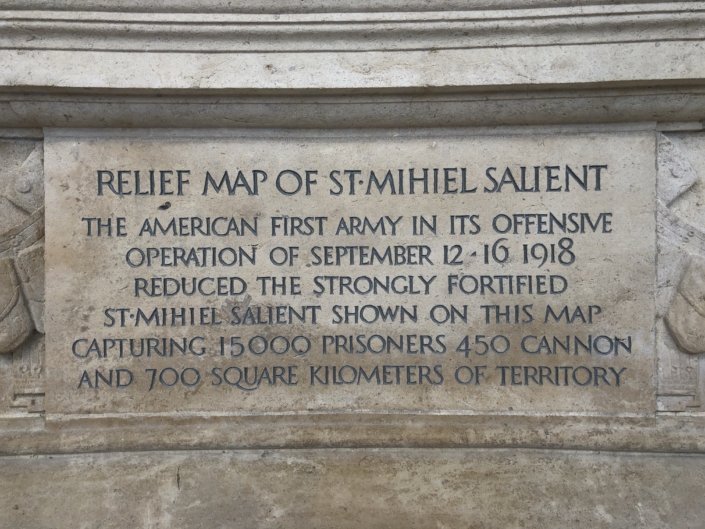 RELIEF MAP OF ST·MIHIEL SALIENT
THE AMERICAN FIRST ARMY IN ITS OFFENSIVE
OPERATION OF SEPTEMBER 12·16 1918
REDUCED THE STRONGLY FORTIFIED
ST·MIHIEL SALIENT SHOWN ON THIS MAP
CAPTURING 15000 PRISONERS 450 CANNON
AND 700 SQUARE KILOMETERS OF TERRITORY